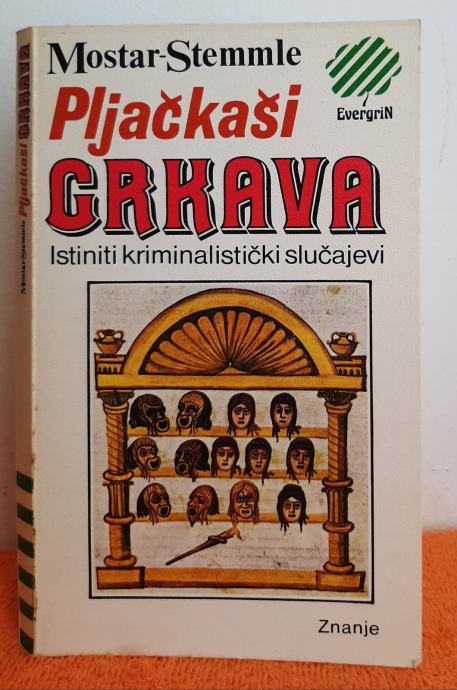 Mostar-Stemmle
Pljačkaši
CRKAVA
EvergriN
Istiniti kriminalistički slučajevi
Znanje
Mostar-Stemmle Pljačkaši CRKAVA